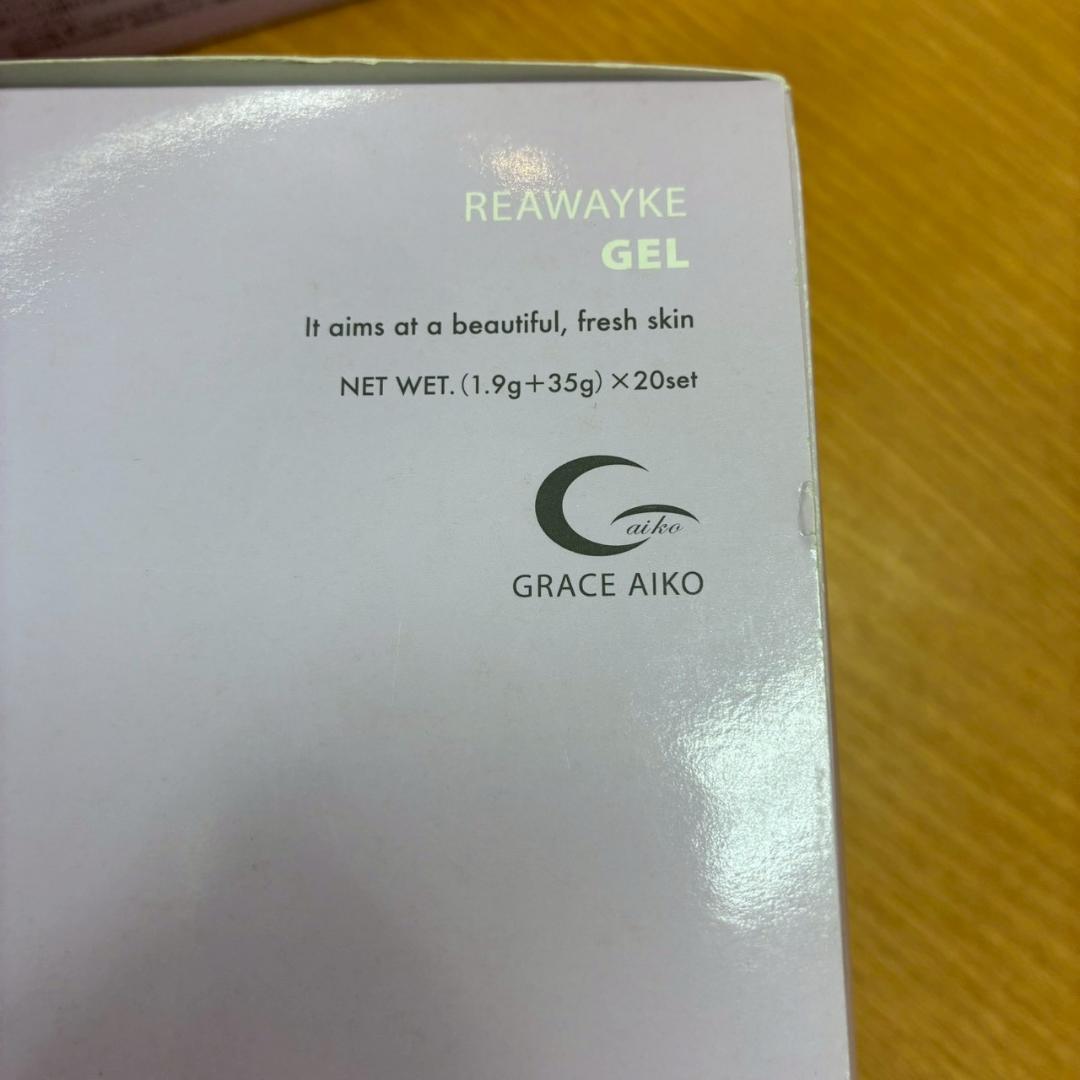 REAWAYKE
GEL
It aims at a beautiful, fresh skin
NET WET.(1.9g+35g)×20set
aiko
GRACE AIKO